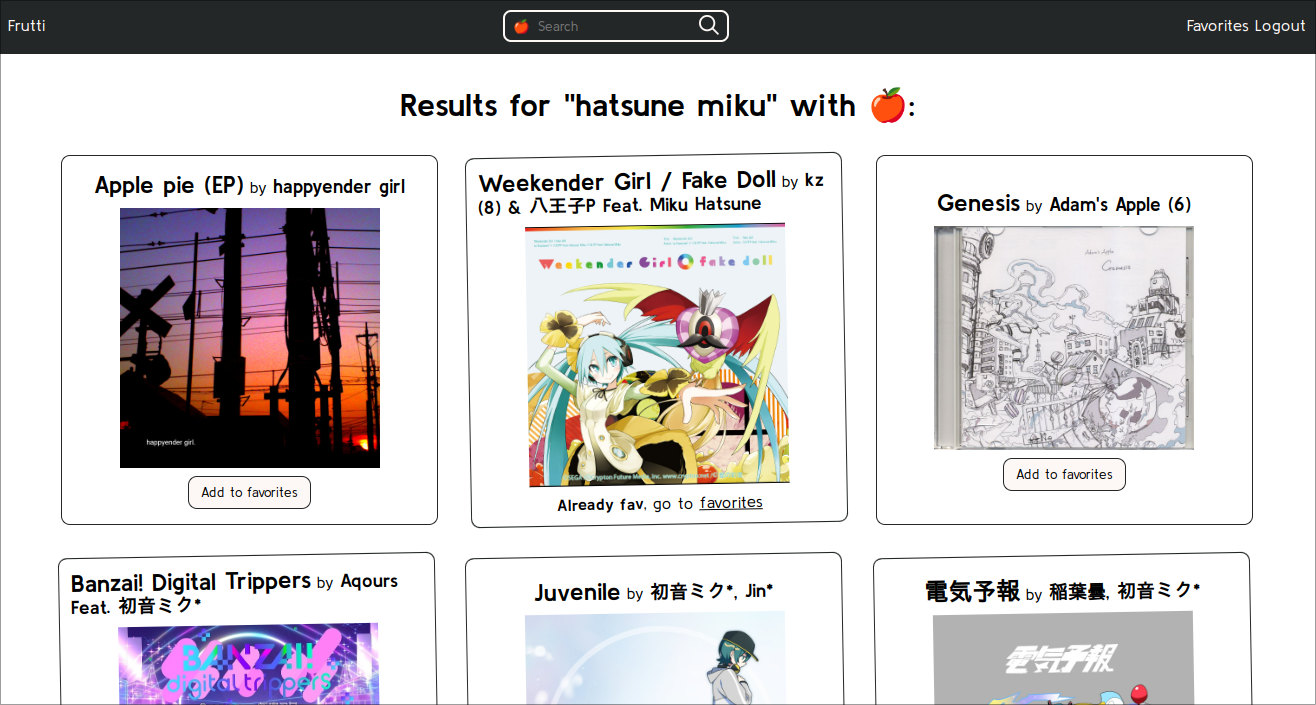 Frutti
Search
Favorites Logout
Results for "hatsune miku" with 🍎:
Apple pie (EP) by happyender girl
happyender girl.
Add to favorites
Weekender Girl / Fake Doll by kz
(8) & 八王子P Feat. Miku Hatsune
Weekender Girl fake doll
Already fav, go to favorites
Genesis by Adam's Apple (6)
Adam's Apple
Genesis
Add to favorites
Banzai! Digital Trippers by Aqours
Feat. 初音ミク*
BANZAI!
digital trippers
Juvenile by 初音ミク*, Jin*
電気予報 by 稲葉曇, 初音ミク*
電気予報